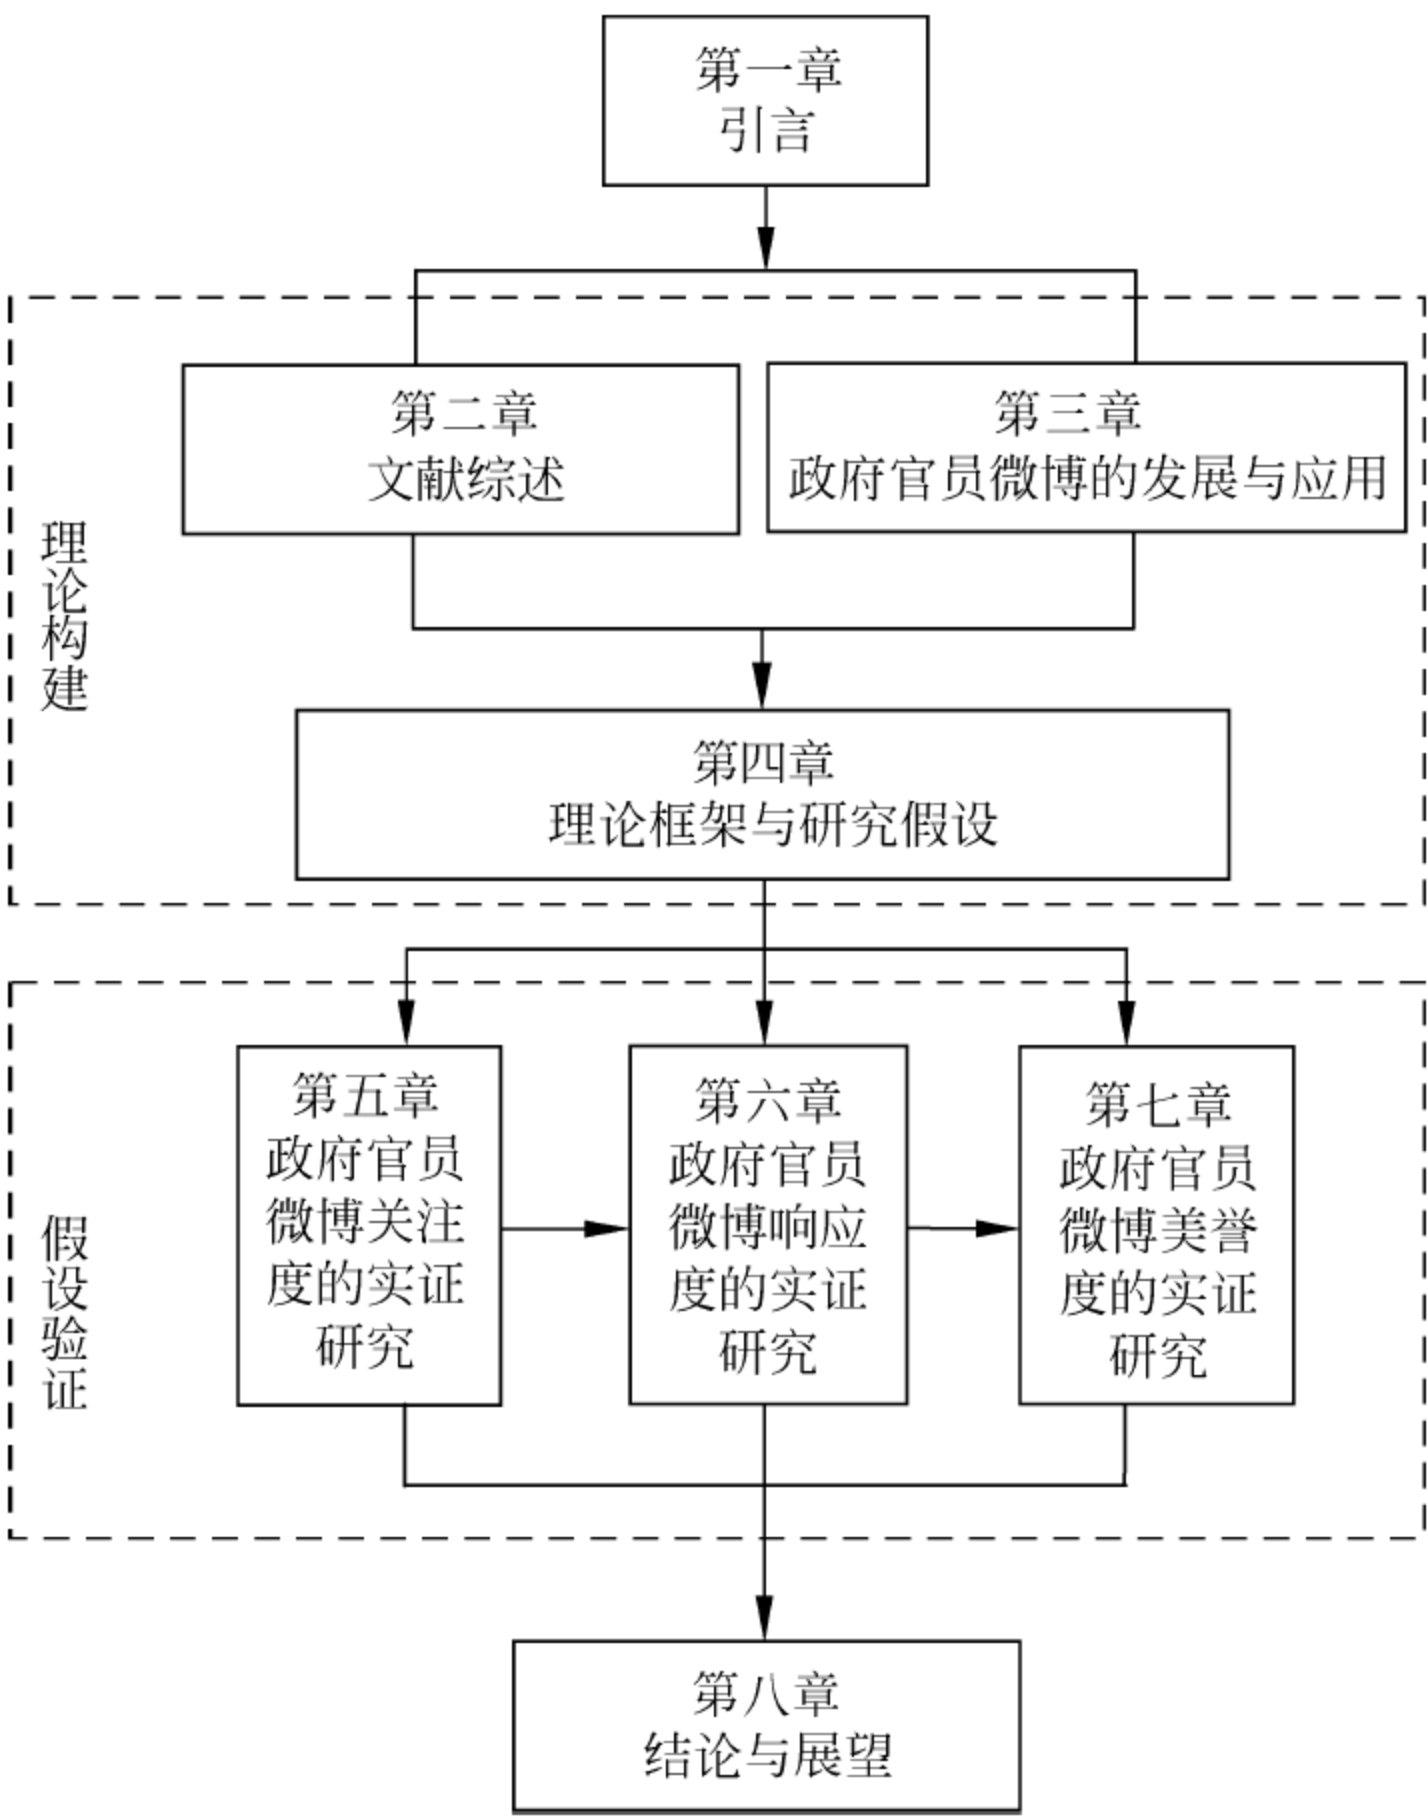 第一章
引言
第二章
文献综述
第三章
政府官员微博的发展与应用
理论构建
第四章
理论框架与研究假设
第五章
政府官员
微博关注
度的实证
研究
第六章
政府官员
微博响应
度的实证
研究
第七章
政府官员
微博美誉
度的实证
研究
假设验证
第八章
结论与展望